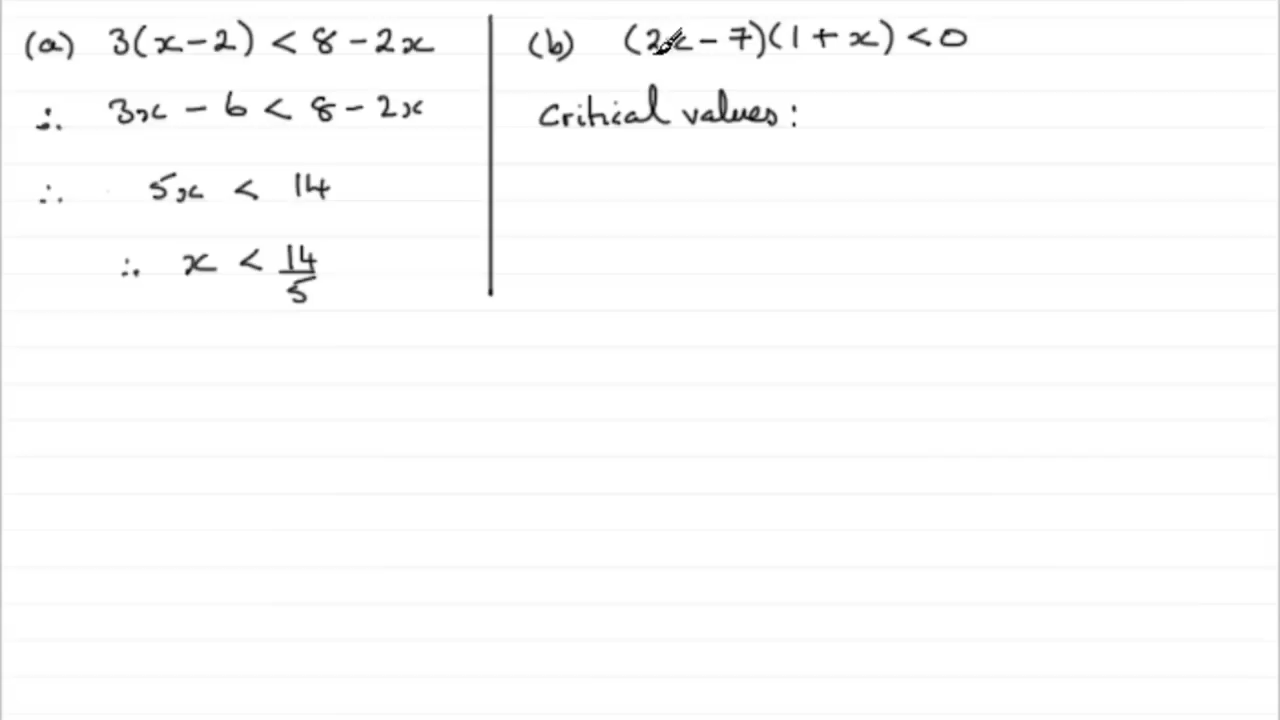 (a) 3(x-2) < 8 - 2x
∴ 3x - 6 < 8 - 2x
∴ 5x < 14
∴ x < 14/5
(b) (2x - 7)(1 + x) < 0
Critical values: